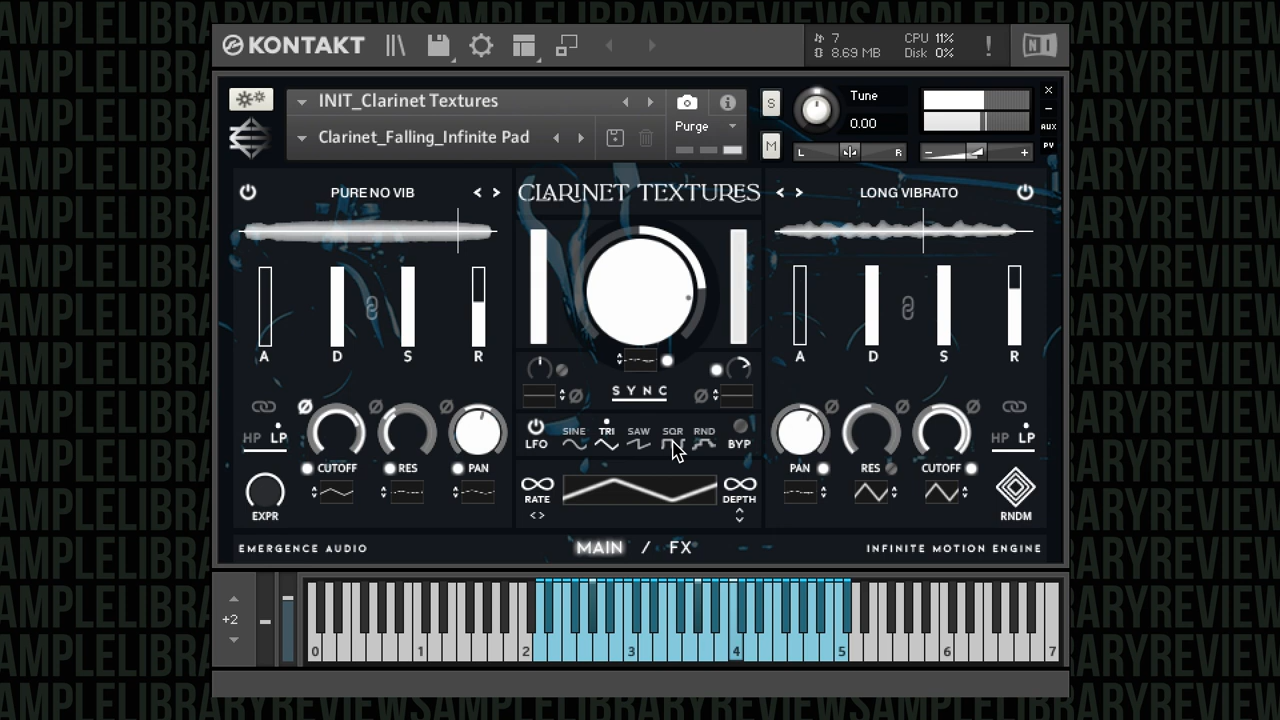 SAMPLELIBRARYREVIEW
KONTAKT
7
8.69 MB
CPU 11%
Disk 0%
!
NI
INIT_Clarinet Textures
Clarinet_Falling_Infinite Pad
Purge
S
M
Tune
0.00
L R
- +
×
-
AUX
PV
PURE NO VIB
< >
CLARINET TEXTURES
< >
LONG VIBRATO
A D S R
A D S R
SYNC
HP LP
CUTOFF RES PAN
EXPR
LFO SINE TRI SAW SQR RND BYP
RATE
< >
DEPTH
PAN RES CUTOFF
HP LP
RNDM
EMERGENCE AUDIO
MAIN / FX
INFINITE MOTION ENGINE
+2
0 1 2 3 4 5 6 7